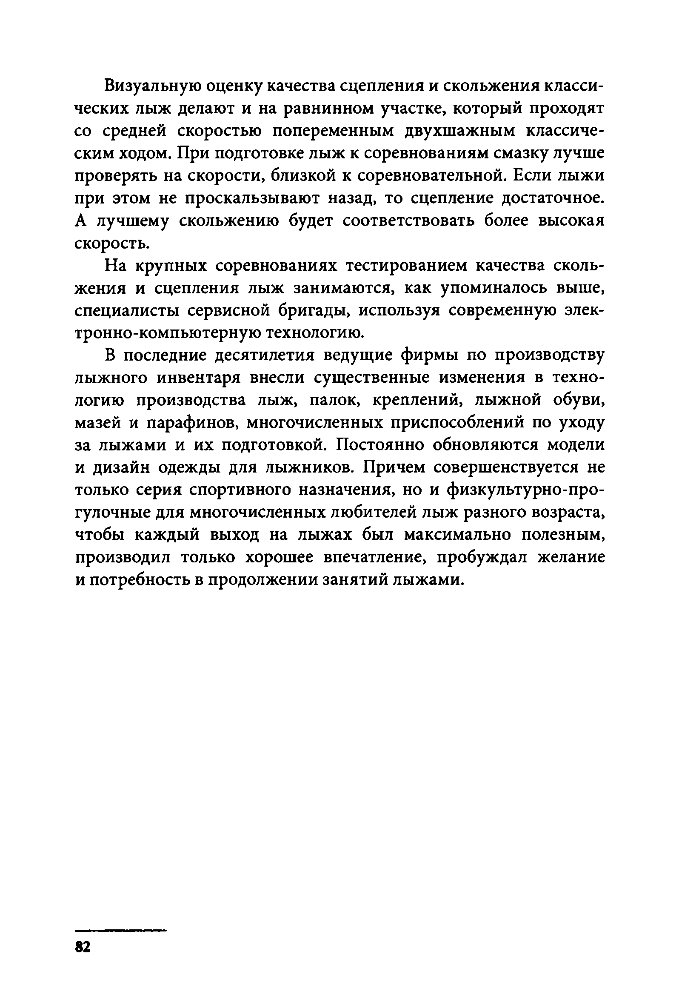 Визуальную оценку качества сцепления и скольжения класси-
ческих лыж делают и на равнинном участке, который проходят
со средней скоростью попеременным двухшажным классиче-
ским ходом. При подготовке лыж к соревнованиям смазку лучше
проверять на скорости, близкой к соревновательной. Если лыжи
при этом не проскальзывают назад, то сцепление достаточное.
А лучшему скольжению будет соответствовать более высокая
скорость.
На крупных соревнованиях тестированием качества сколь-
жения и сцепления лыж занимаются, как упоминалось выше,
специалисты сервисной бригады, используя современную элек-
тронно-компьютерную технологию.
В последние десятилетия ведущие фирмы по производству
лыжного инвентаря внесли существенные изменения в техно-
логию производства лыж, палок, креплений, лыжной обуви,
мазей и парафинов, многочисленных приспособлений по уходу
за лыжами и их подготовкой. Постоянно обновляются модели
и дизайн одежды для лыжников. Причем совершенствуется не
только серия спортивного назначения, но и физкультурно-про-
гулочные для многочисленных любителей лыж разного возраста,
чтобы каждый выход на лыжах был максимально полезным,
производил только хорошее впечатление, пробуждал желание
и потребность в продолжении занятий лыжами.
82